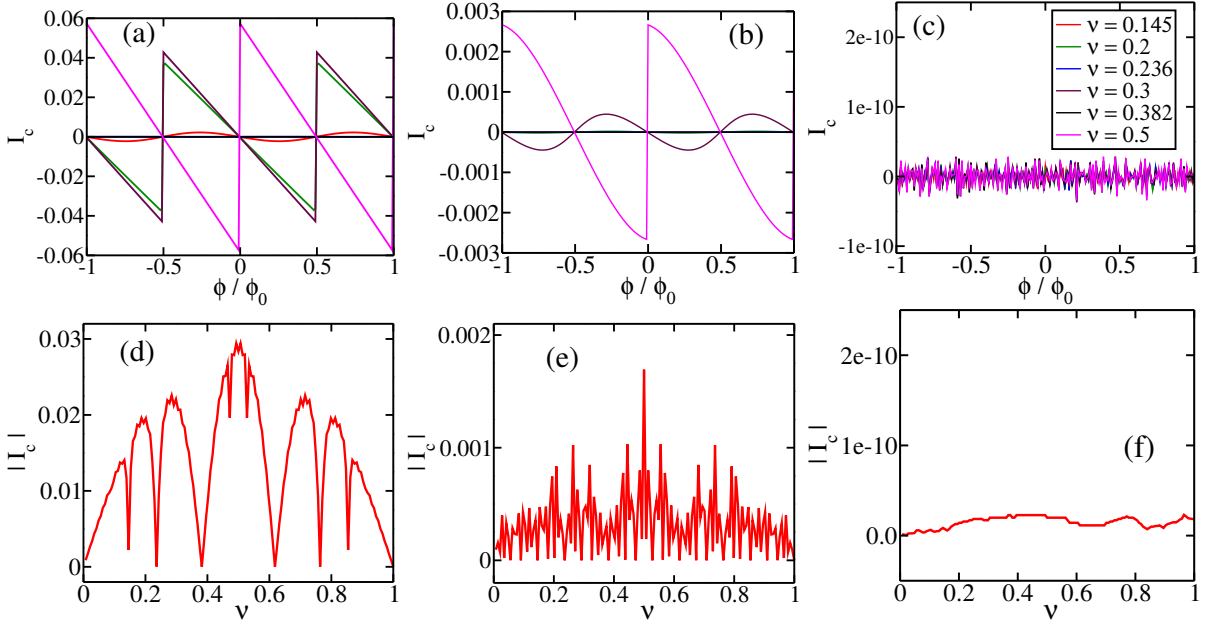 (a)
I_c
0.06
0.04
0.02
0
-0.02
-0.04
-0.06
-1 -0.5 0 0.5 1
ϕ / ϕ_0
(b)
I_c
0.003
0.002
0.001
0
-0.001
-0.002
-0.003
-1 -0.5 0 0.5 1
ϕ / ϕ_0
(c)
I_c
2e-10
1e-10
0
-1e-10
-1 -0.5 0 0.5 1
ϕ / ϕ_0
ν = 0.145
ν = 0.2
ν = 0.236
ν = 0.3
ν = 0.382
ν = 0.5
(d)
| I_c |
0.03
0.02
0.01
0
0 0.2 0.4 0.6 0.8 1
ν
(e)
| I_c |
0.002
0.001
0
0 0.2 0.4 0.6 0.8 1
ν
(f)
| I_c |
2e-10
1e-10
0.0
0 0.2 0.4 0.6 0.8 1
ν